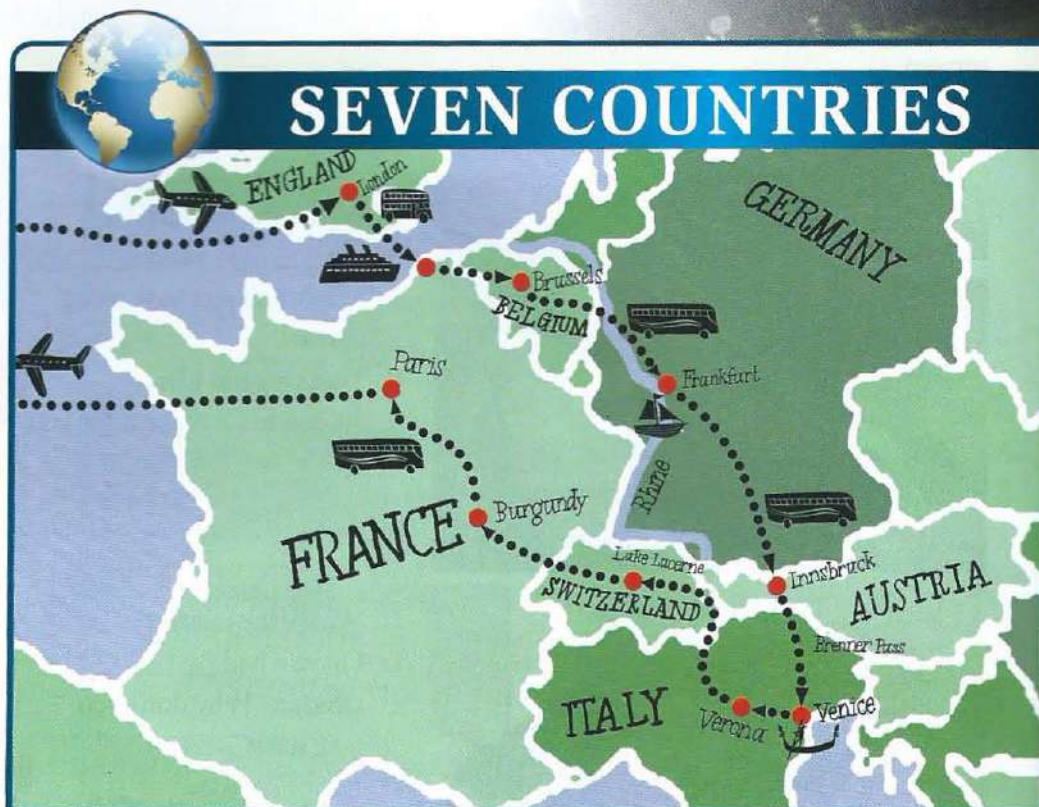 SEVEN COUNTRIES
ENGLAND
London
GERMANY
Brussels
BELGIUM
Paris
Frankfurt
Rhine
Burgundy
FRANCE
Lake Lucerne
SWITZERLAND
Innsbruck
AUSTRIA
Brenner Pass
ITALY
Verona
Venice